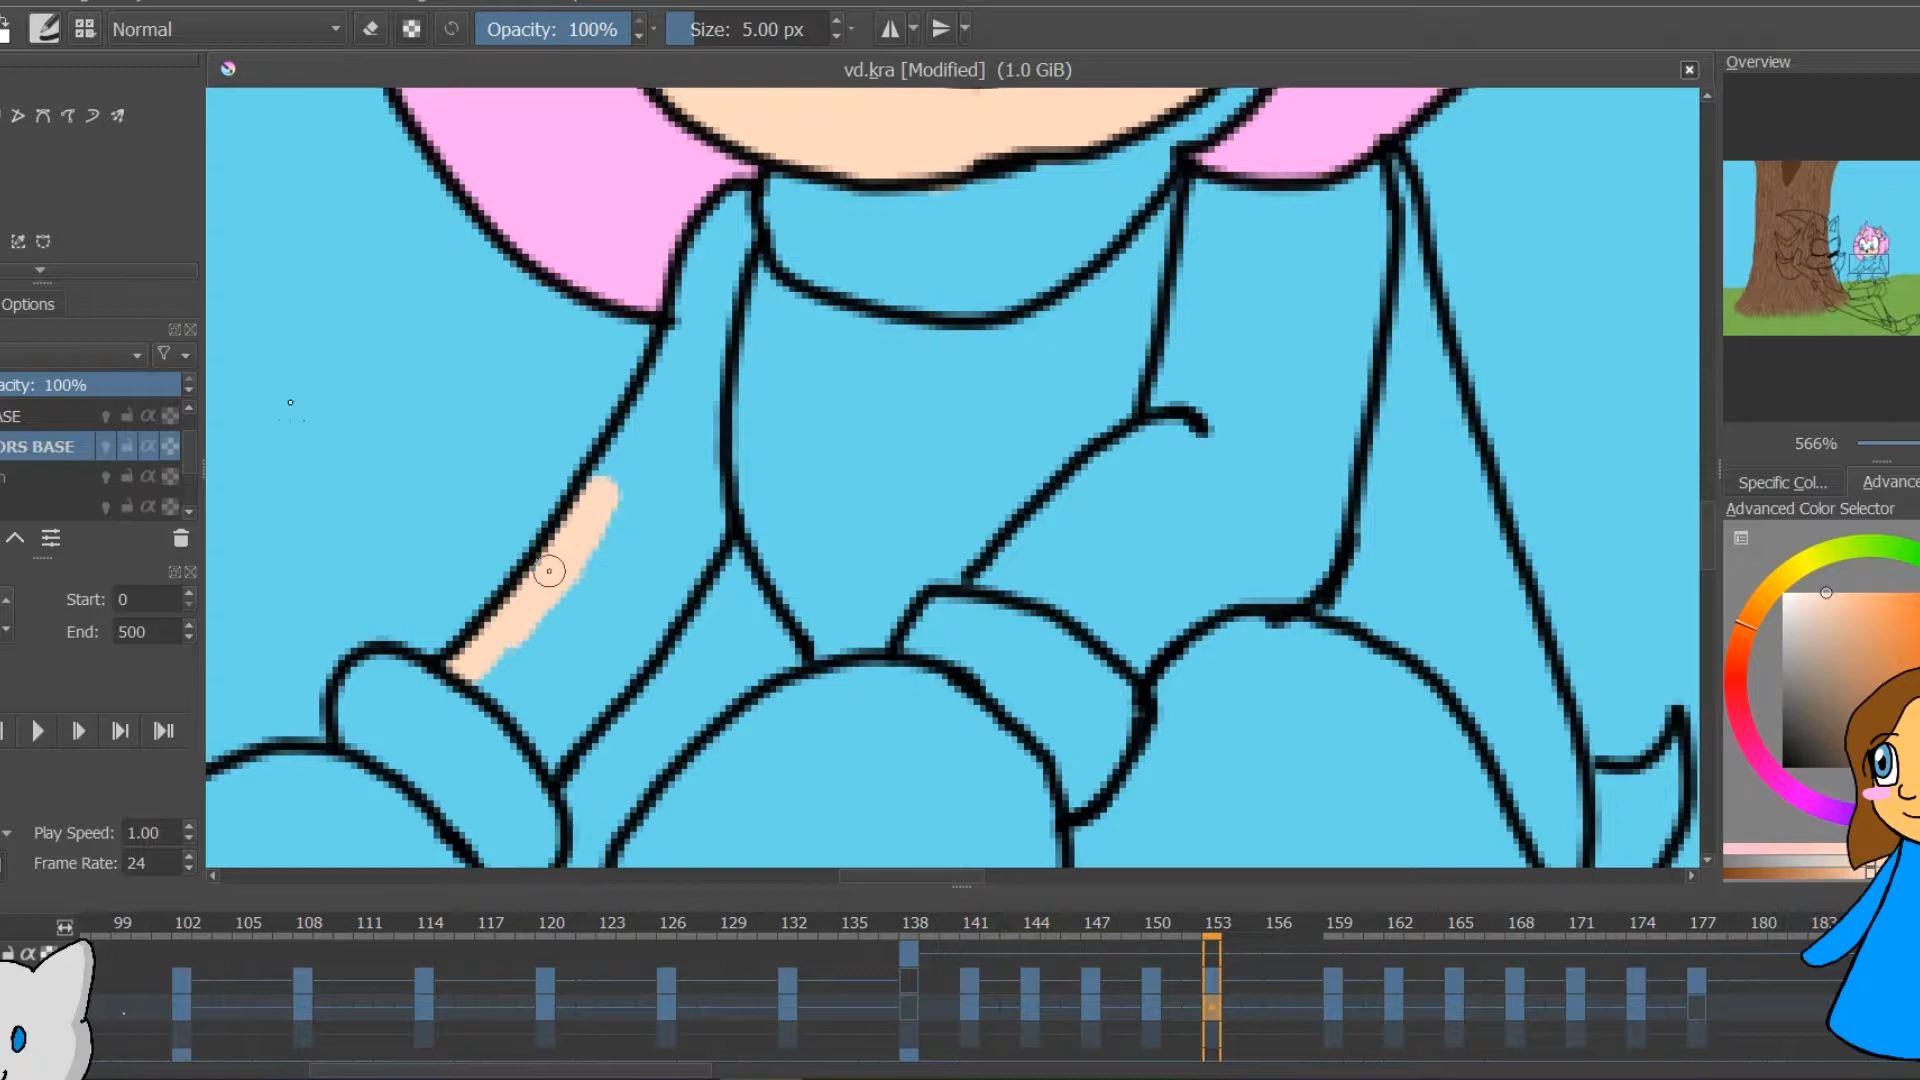 Normal
Opacity: 100%
Size: 5.00 px
vd.kra [Modified] (1.0 GiB)
Overview
Options
acity: 100%
ASE
ORS BASE
566%
Specific Col...
Advance
Advanced Color Selector
Start: 0
End: 500
Play Speed: 1.00
Frame Rate: 24
99 102 105 108 111 114 117 120 123 126 129 132 135 138 141 144 147 150 153 156 159 162 165 168 171 174 177 180 183